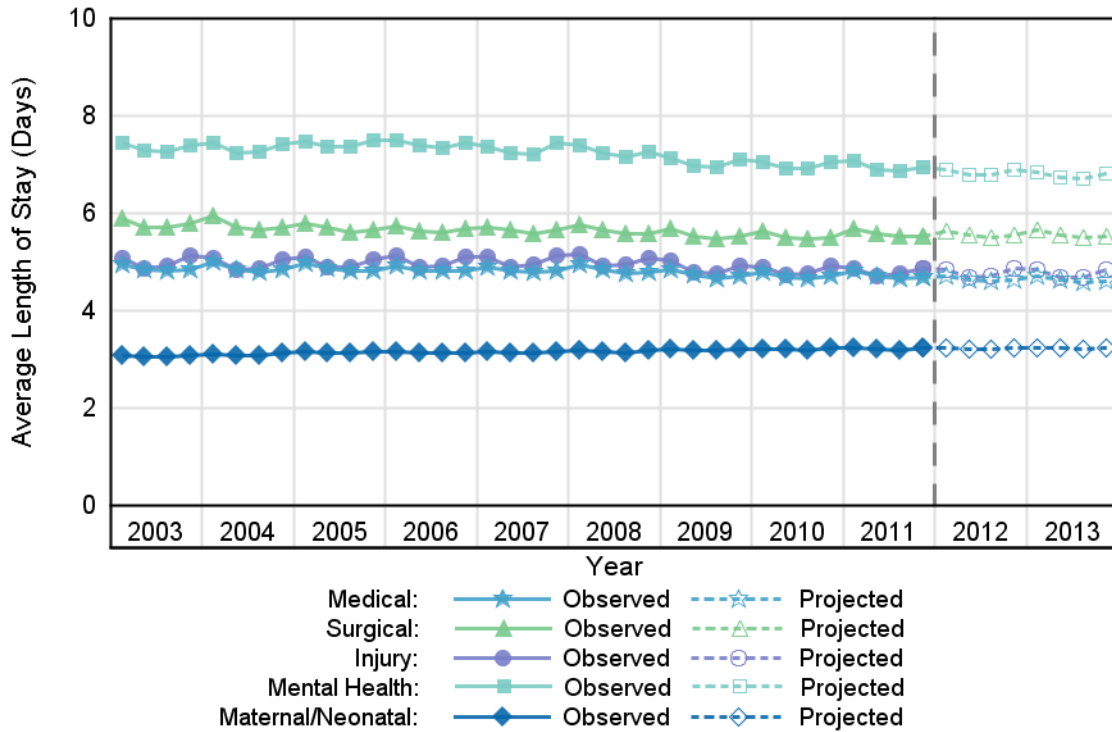 Average Length of Stay (Days)
10
8
6
4
2
0
2003 2004 2005 2006 2007 2008 2009 2010 2011 2012 2013
Year
Medical: Observed Projected
Surgical: Observed Projected
Injury: Observed Projected
Mental Health: Observed Projected
Maternal/Neonatal: Observed Projected